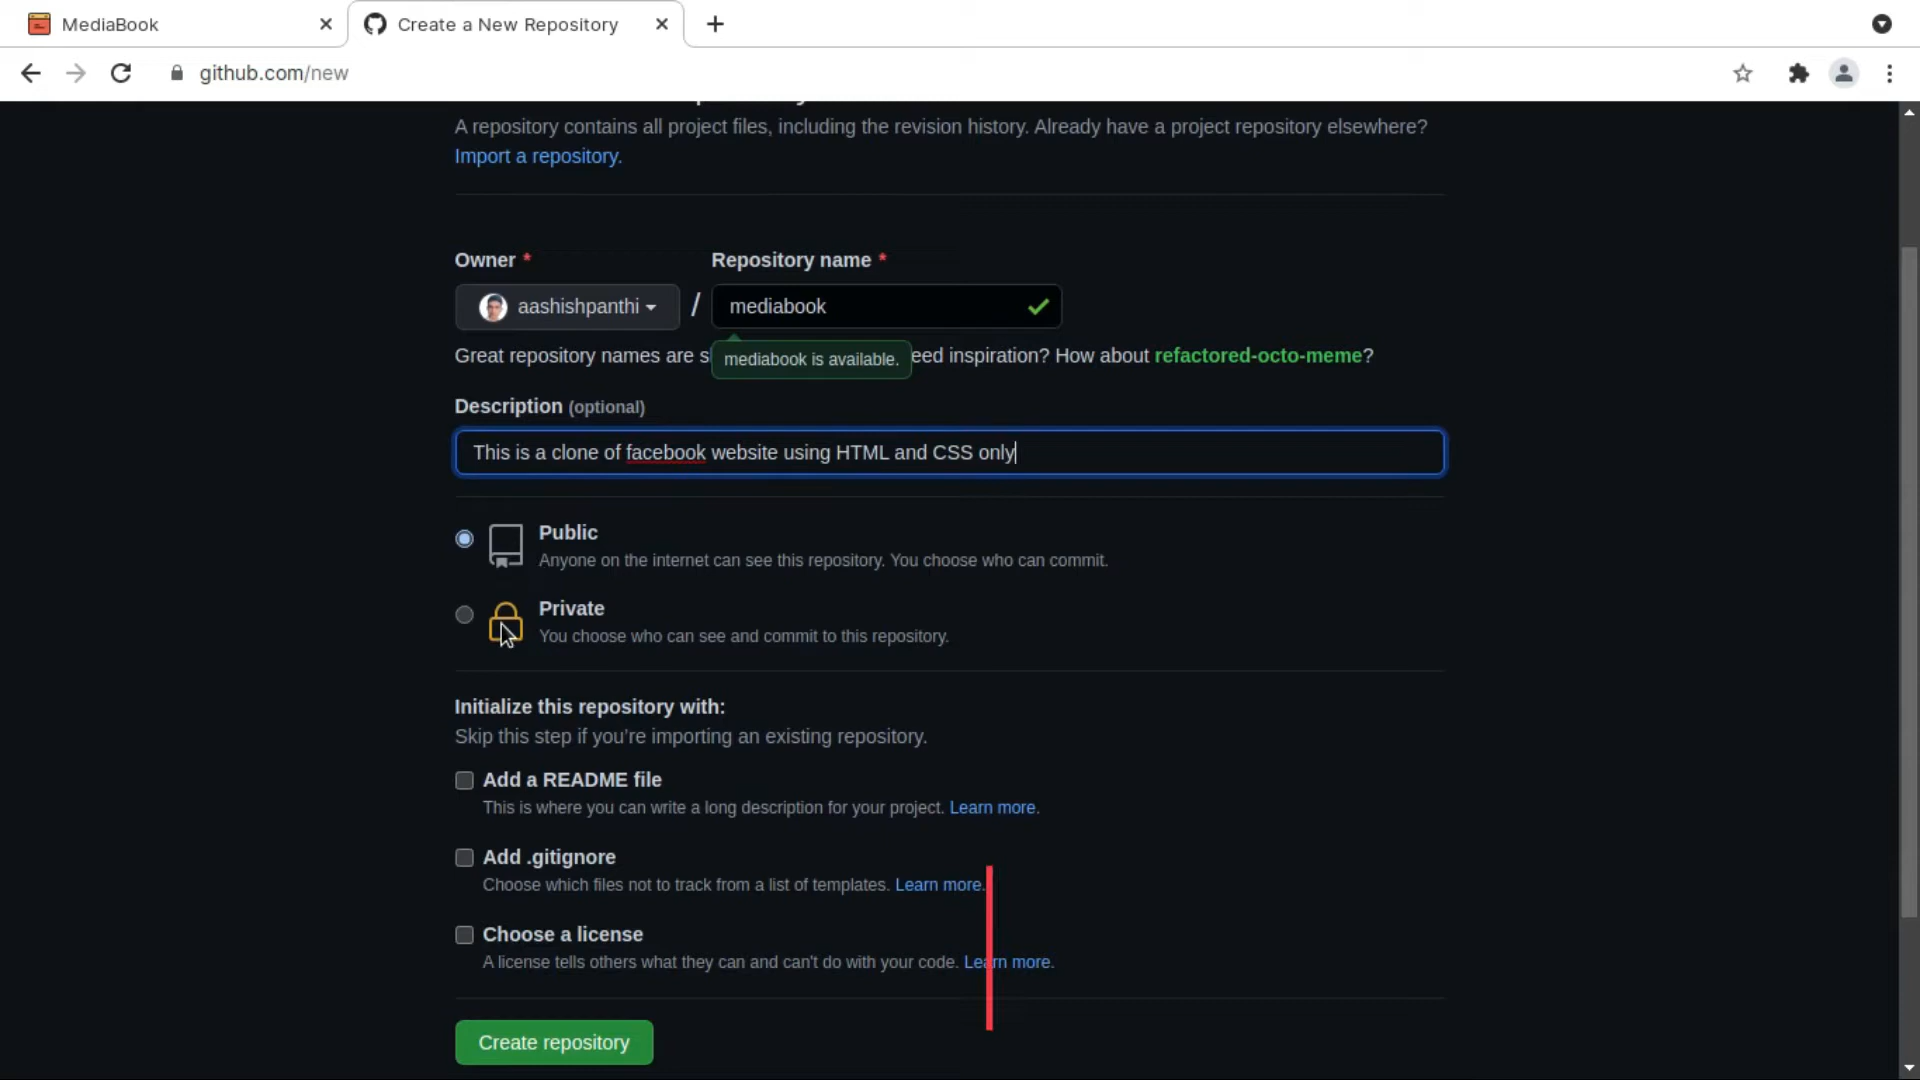 MediaBook
Create a New Repository
github.com/new
A repository contains all project files, including the revision history. Already have a project repository elsewhere?
Import a repository.
Owner *
Repository name *
aashishpanthi / mediabook
Great repository names are s
mediabook is available.
eed inspiration? How about refactored-octo-meme?
Description (optional)
This is a clone of facebook website using HTML and CSS only
Public
Anyone on the internet can see this repository. You choose who can commit.
Private
You choose who can see and commit to this repository.
Initialize this repository with:
Skip this step if you're importing an existing repository.
Add a README file
This is where you can write a long description for your project. Learn more.
Add .gitignore
Choose which files not to track from a list of templates. Learn more.
Choose a license
A license tells others what they can and can't do with your code. Learn more.
Create repository